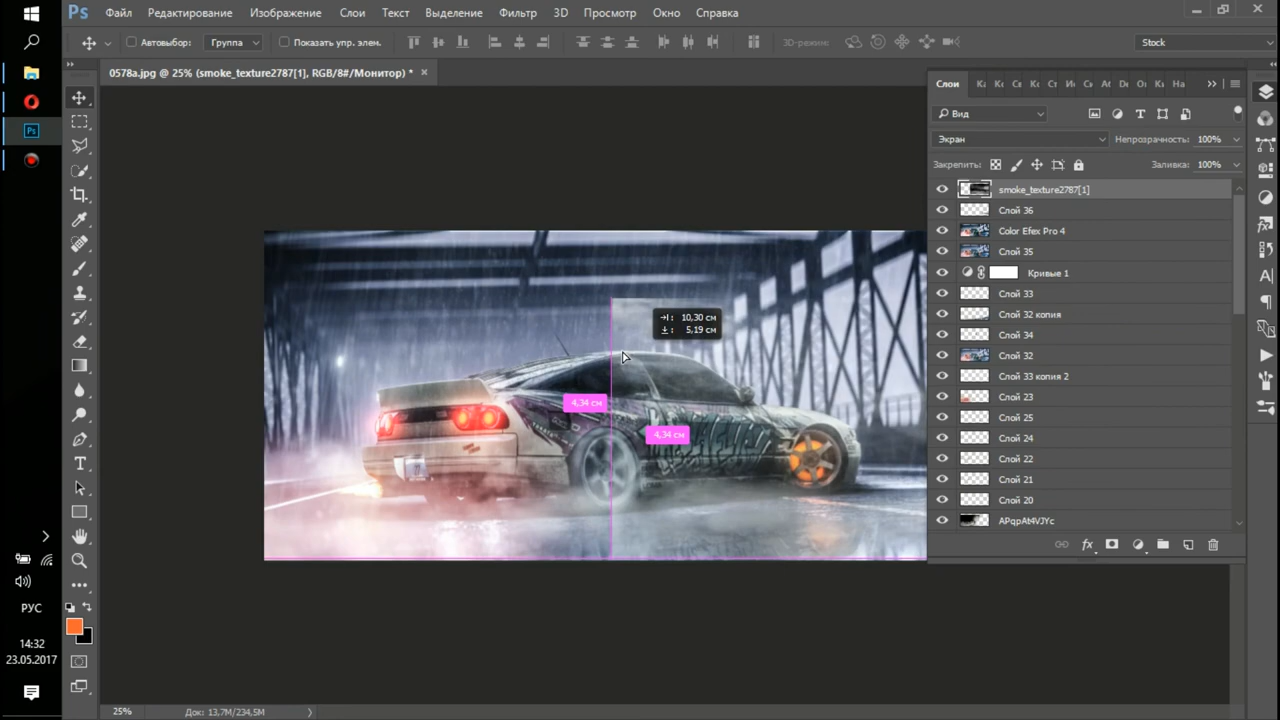 Ps Файл Редактирование Изображение Слои Текст Выделение Фильтр 3D Просмотр Окно Справка
Автовыбор: Группа Показать упр. элем. 3D-режим: Stock
0578a.jpg @ 25% (smoke_texture2787[1], RGB/8#/Монитор) * ×
Слои
Вид
Экран Непрозрачность: 100%
Закрепить: Заливка: 100%
smoke_texture2787[1]
Слой 36
Color Efex Pro 4
Слой 35
Кривые 1
Слой 33
Слой 32 копия
Слой 34
Слой 32
Слой 33 копия 2
Слой 23
Слой 25
Слой 24
Слой 22
Слой 21
Слой 20
APqpAt4VJYc
fx
10,30 см
5,19 см
4,34 см
4,34 см
Ps
РУС
14:32
23.05.2017
25% Док: 13,7M/234,5M